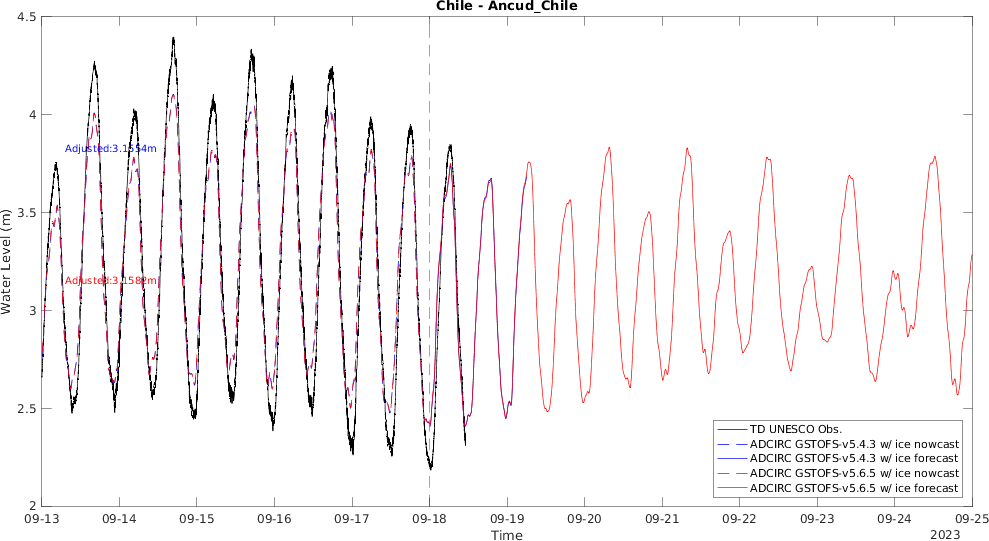 Chile - Ancud_Chile
4.5
4
3.5
3
2.5
2
Water Level (m)
Adjusted:3.1554m
Adjusted:3.1582m
TD UNESCO Obs.
ADCIRC GSTOFS-v5.4.3 w/ ice nowcast
ADCIRC GSTOFS-v5.4.3 w/ ice forecast
ADCIRC GSTOFS-v5.6.5 w/ ice nowcast
ADCIRC GSTOFS-v5.6.5 w/ ice forecast
09-13 09-14 09-15 09-16 09-17 09-18 09-19 09-20 09-21 09-22 09-23 09-24 09-25
Time
2023